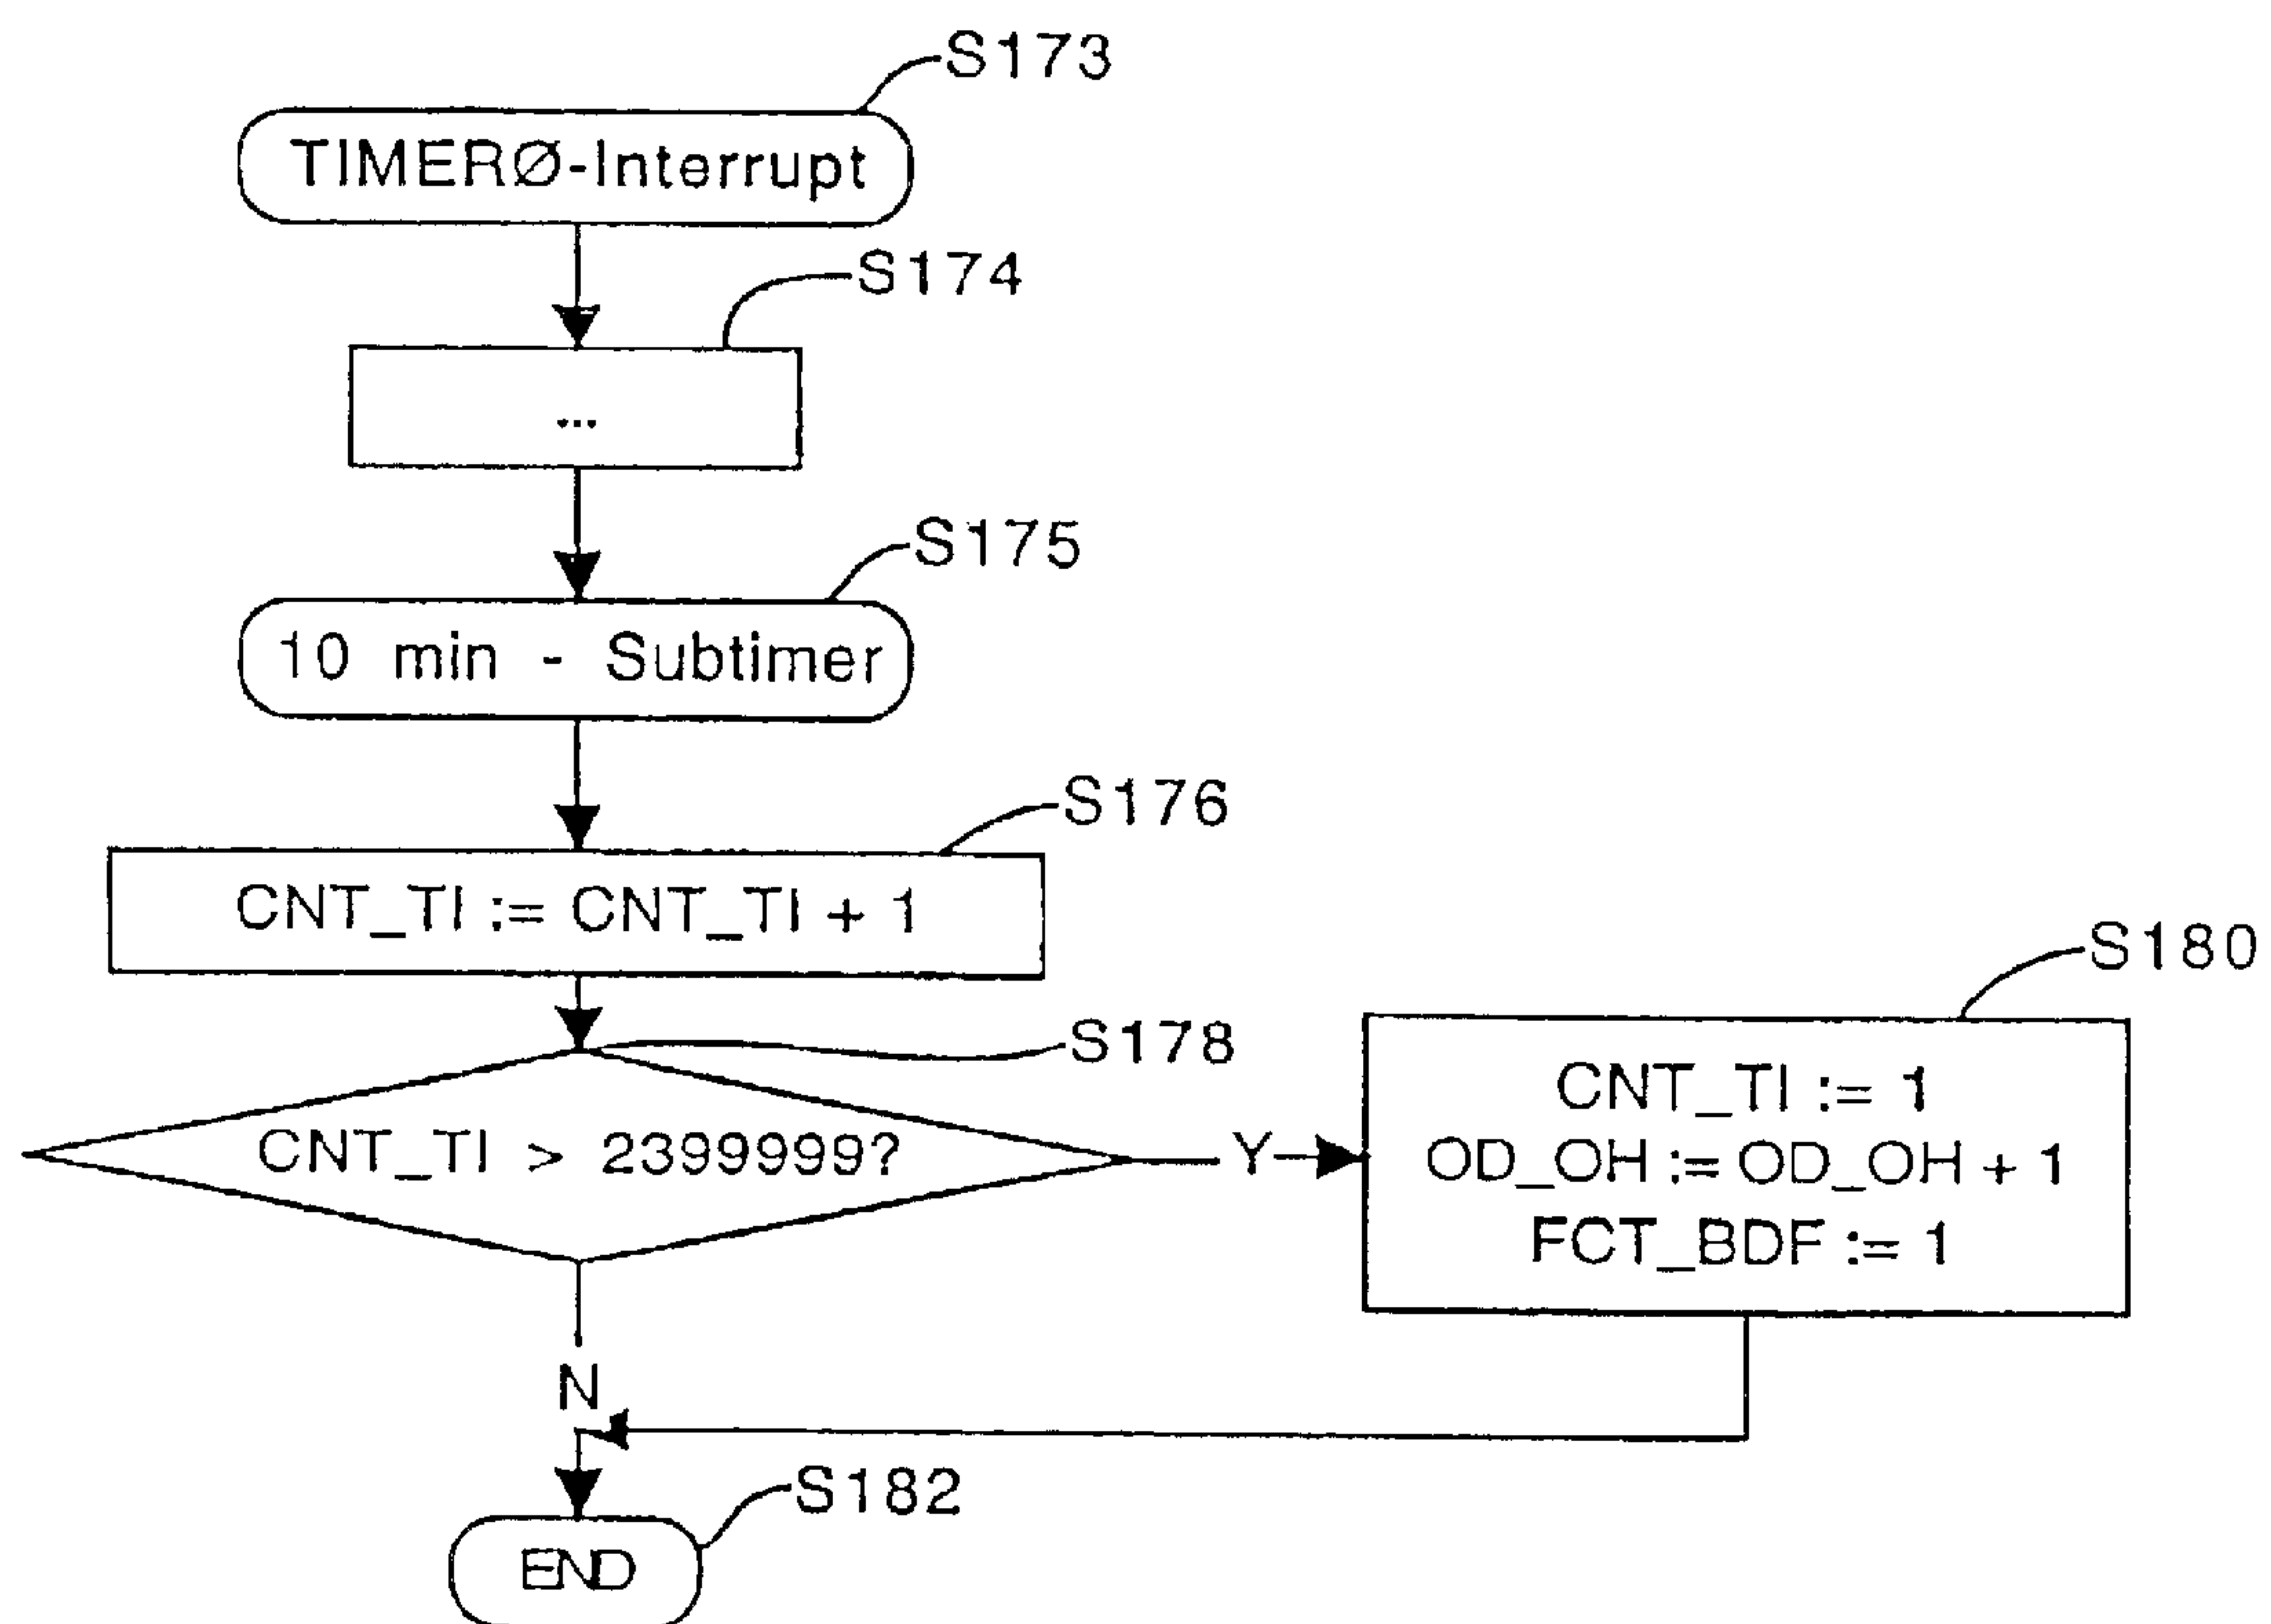 S173
TIMERØ-Interrupt
S174
...
S175
10 min - Subtimer
S176
CNT_TI := CNT_TI + 1
S178
CNT_TI > 2399999?
Y
S180
CNT_TI := 1
OD_OH := OD_OH + 1
FCT_BDF := 1
N
S182
END